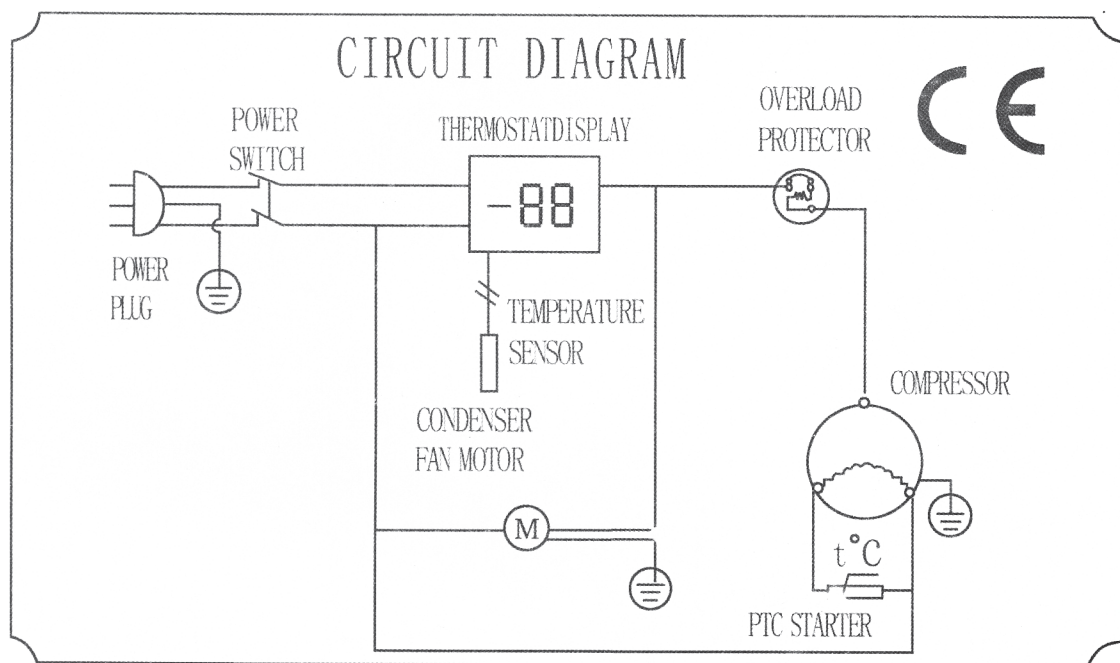 CIRCUIT DIAGRAM
CE
POWER
SWITCH
THERMOSTATDISPLAY
OVERLOAD
PROTECTOR
-88
POWER
PLUG
TEMPERATURE
SENSOR
CONDENSER
FAN MOTOR
COMPRESSOR
M
t°C
PTC STARTER